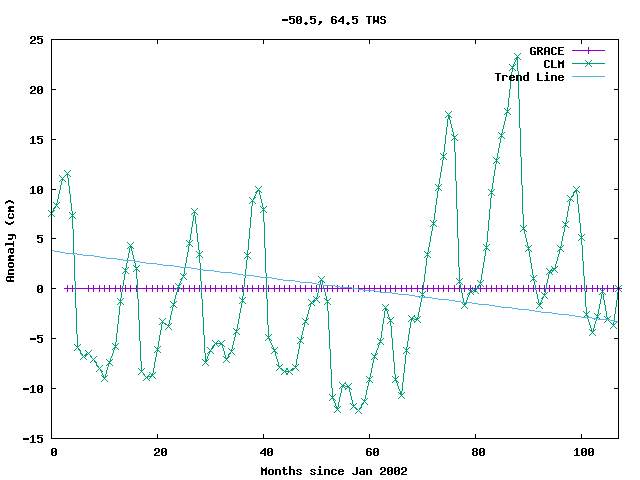 -50.5, 64.5 TWS
GRACE
CLM
Trend Line
25
20
15
10
5
0
-5
-10
-15
Anomaly (cm)
0 20 40 60 80 100
Months since Jan 2002